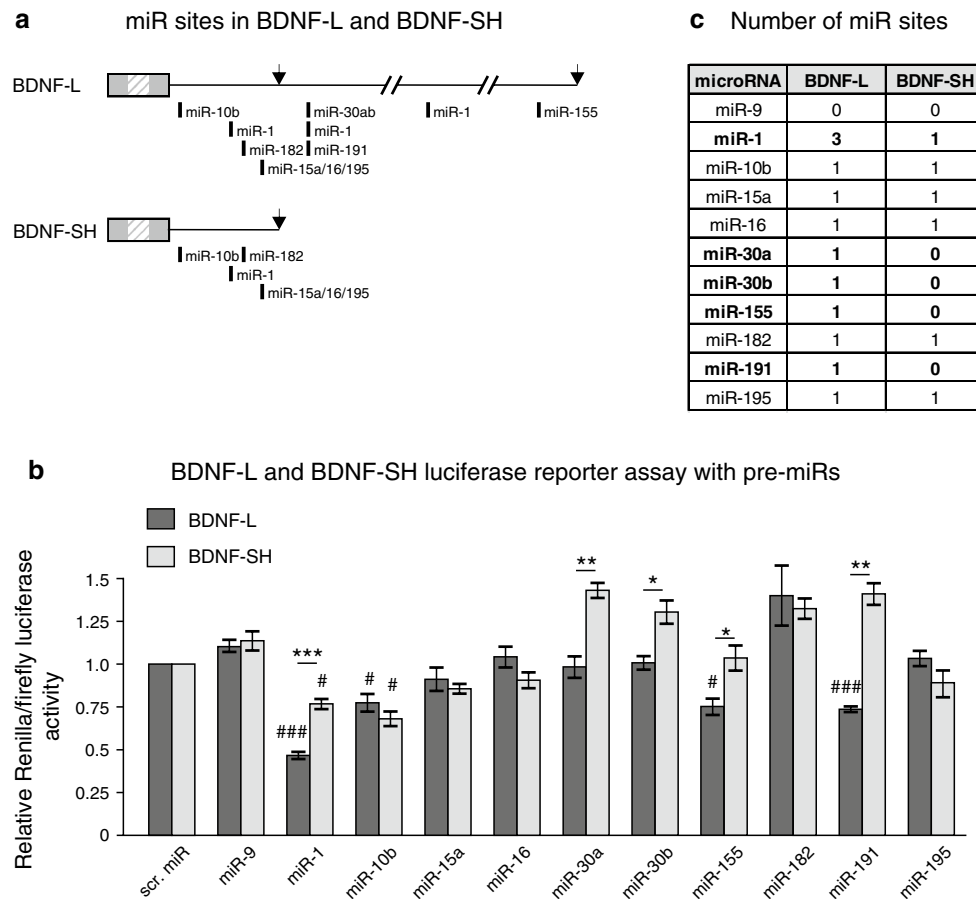 a miR sites in BDNF-L and BDNF-SH
BDNF-L
miR-10b miR-30ab miR-1 miR-155
miR-1 miR-1
miR-182 miR-191
miR-15a/16/195
BDNF-SH
miR-10b miR-182
miR-1
miR-15a/16/195
c Number of miR sites
microRNA BDNF-L BDNF-SH
miR-9 0 0
miR-1 3 1
miR-10b 1 1
miR-15a 1 1
miR-16 1 1
miR-30a 1 0
miR-30b 1 0
miR-155 1 0
miR-182 1 1
miR-191 1 0
miR-195 1 1
b BDNF-L and BDNF-SH luciferase reporter assay with pre-miRs
BDNF-L
BDNF-SH
Relative Renilla/firefly luciferase
activity
1.5
1.25
1.0
0.75
0.5
0.25
0
### *** #
# #
**
*
# *
### **
scr. miR
miR-9
miR-1
miR-10b
miR-15a
miR-16
miR-30a
miR-30b
miR-155
miR-182
miR-191
miR-195